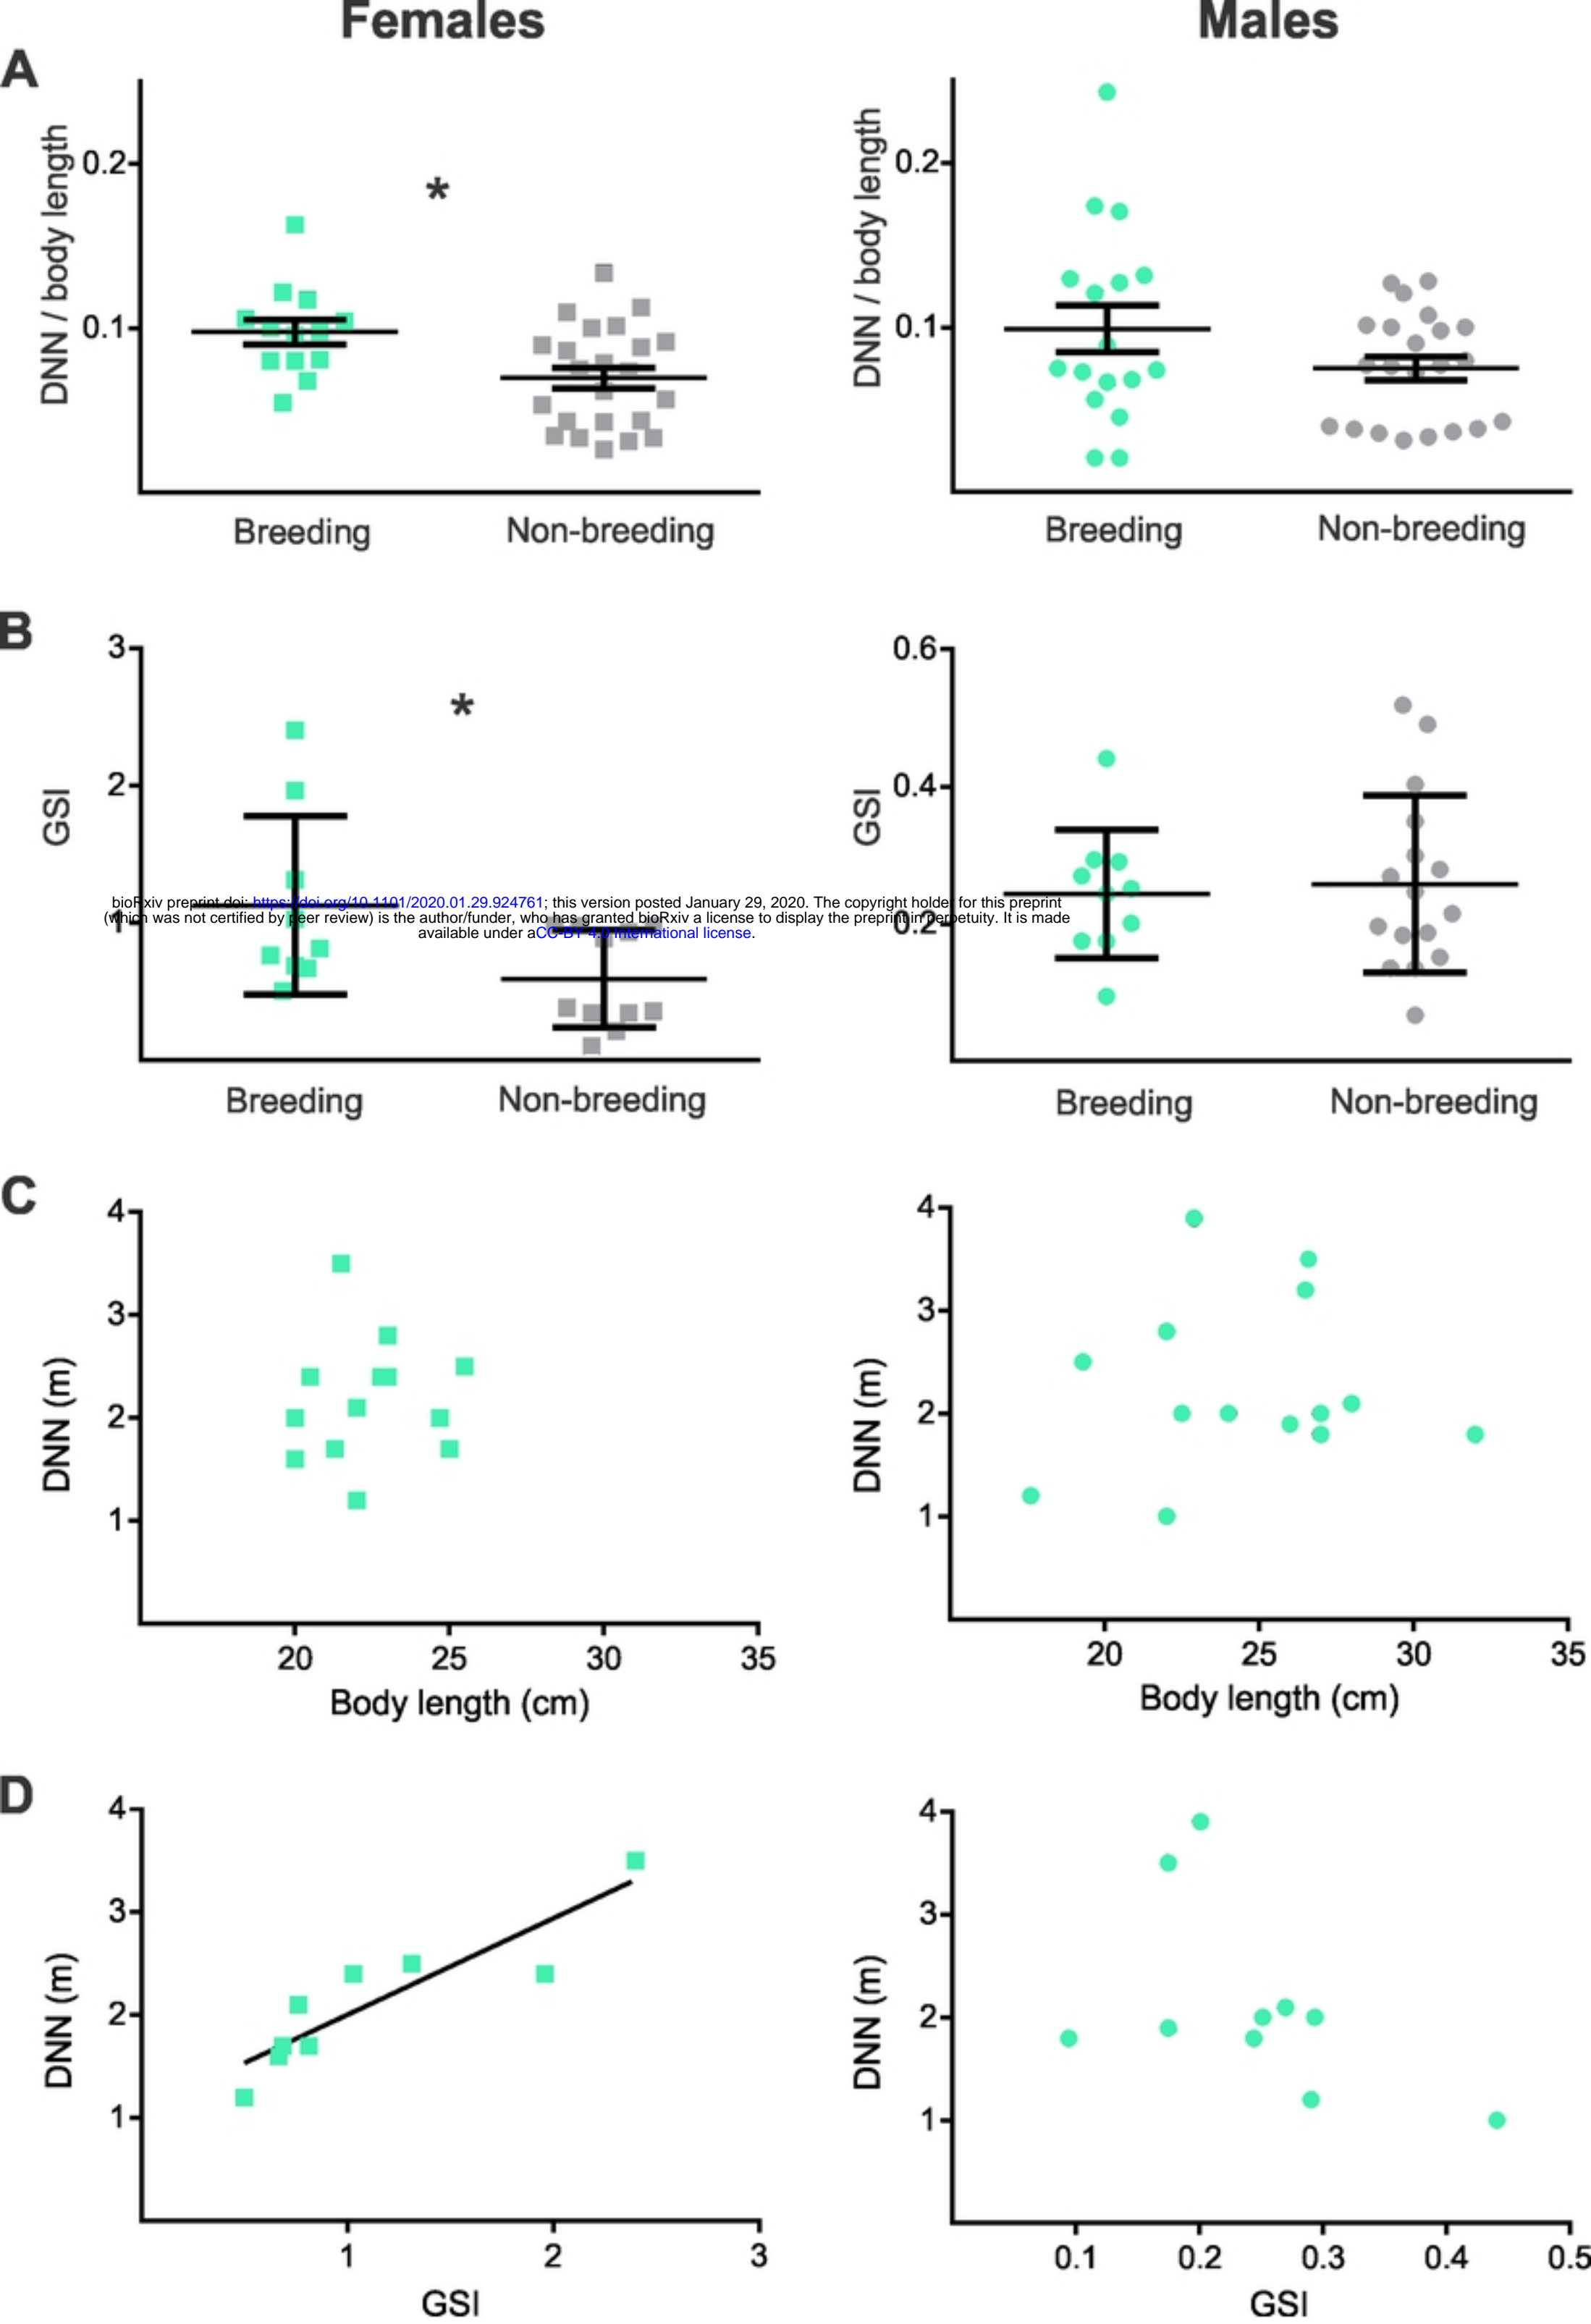 Females
Males
A
DNN / body length
0.2
0.1
*
Breeding
Non-breeding
DNN / body length
0.2
0.1
Breeding
Non-breeding
B
GSI
3
2
1
*
Breeding
Non-breeding
GSI
0.6
0.4
0.2
Breeding
Non-breeding
bioRxiv preprint doi: https://doi.org/10.1101/2020.01.29.924761; this version posted January 29, 2020. The copyright holder for this preprint
(which was not certified by peer review) is the author/funder, who has granted bioRxiv a license to display the preprint in perpetuity. It is made
available under aCC-BY 4.0 International license.
C
DNN (m)
4
3
2
1
20 25 30 35
Body length (cm)
DNN (m)
4
3
2
1
20 25 30 35
Body length (cm)
D
DNN (m)
4
3
2
1
1 2 3
GSI
DNN (m)
4
3
2
1
0.1 0.2 0.3 0.4 0.5
GSI